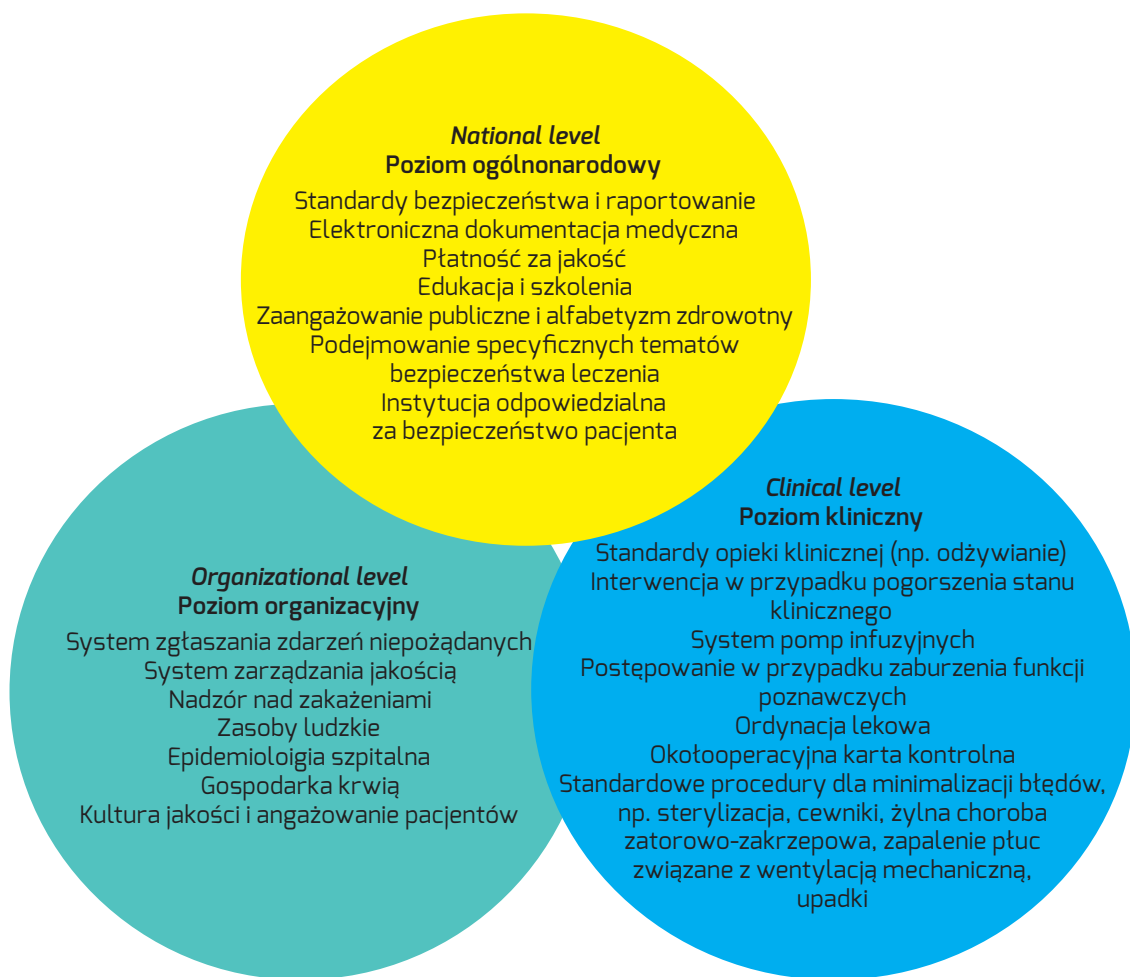 National level
Poziom ogólnonarodowy
Standardy bezpieczeństwa i raportowanie
Elektroniczna dokumentacja medyczna
Płatność za jakość
Edukacja i szkolenia
Zaangażowanie publiczne i alfabetyzm zdrowotny
Podejmowanie specyficznych tematów
bezpieczeństwa leczenia
Instytucja odpowiedzialna
za bezpieczeństwo pacjenta
Organizational level
Poziom organizacyjny
System zgłaszania zdarzeń niepożądanych
System zarządzania jakością
Nadzór nad zakażeniami
Zasoby ludzkie
Epidemioloigia szpitalna
Gospodarka krwią
Kultura jakości i angażowanie pacjentów
Clinical level
Poziom kliniczny
Standardy opieki klinicznej (np. odżywianie)
Interwencja w przypadku pogorszenia stanu
klinicznego
System pomp infuzyjnych
Postępowanie w przypadku zaburzenia funkcji
poznawczych
Ordynacja lekowa
Okołooperacyjna karta kontrolna
Standardowe procedury dla minimalizacji błędów,
np. sterylizacja, cewniki, żylna choroba
zatorowo-zakrzepowa, zapalenie płuc
związane z wentylacją mechaniczną,
upadki